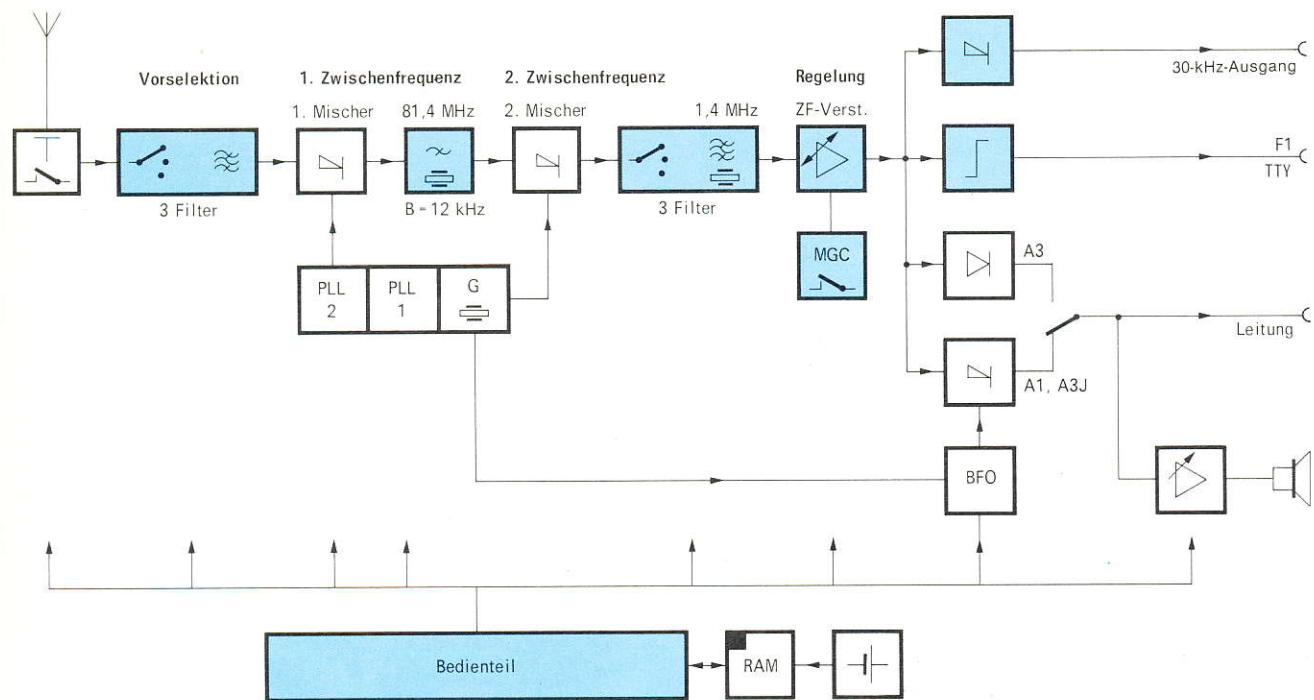 30-kHz-Ausgang
Vorselektion
1. Zwischenfrequenz
2. Zwischenfrequenz
Regelung
1. Mischer
81,4 MHz
2. Mischer
1,4 MHz
ZF-Verst.
F1
TTY
3 Filter
B = 12 kHz
3 Filter
MGC
A3
PLL
2
PLL
1
G
Leitung
A1, A3J
BFO
Bedienteil
RAM